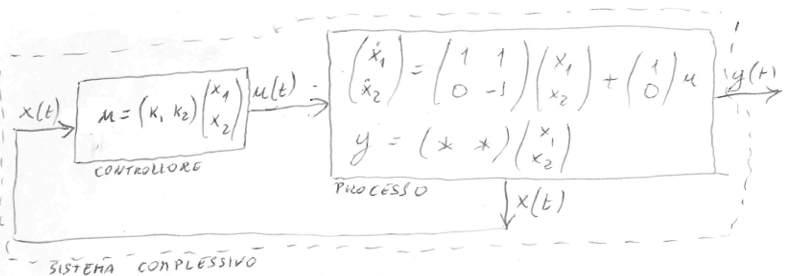 x(t)
u = (k₁ k₂) (x₁ x₂)
CONTROLLORE
u(t)
(ẋ₁ ẋ₂) = (1 1 0 -1) (x₁ x₂) + (1 0) u
y = (* *) (x₁ x₂)
PROCESSO
y(t)
x(t)
SISTEMA COMPLESSIVO